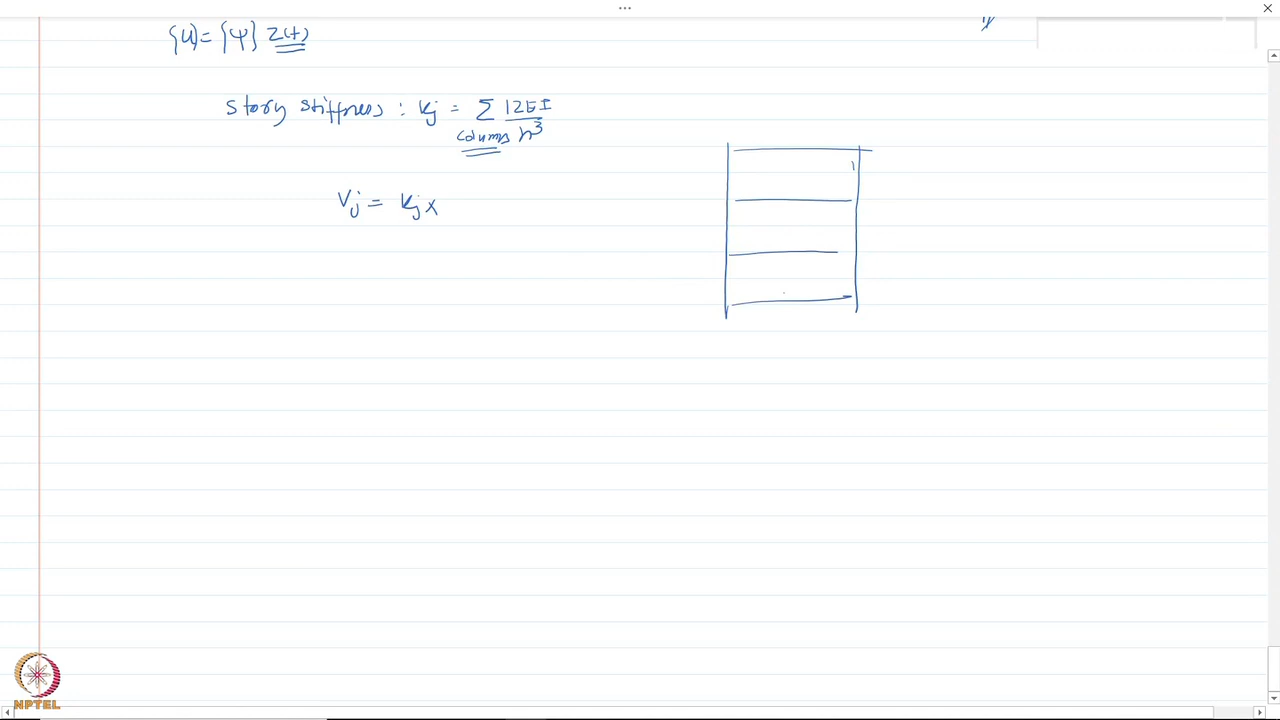 {u} = {ψ} z(t)
Story stiffness : kj = Σ 12EI
columns h³
Vj = kj x
NPTEL